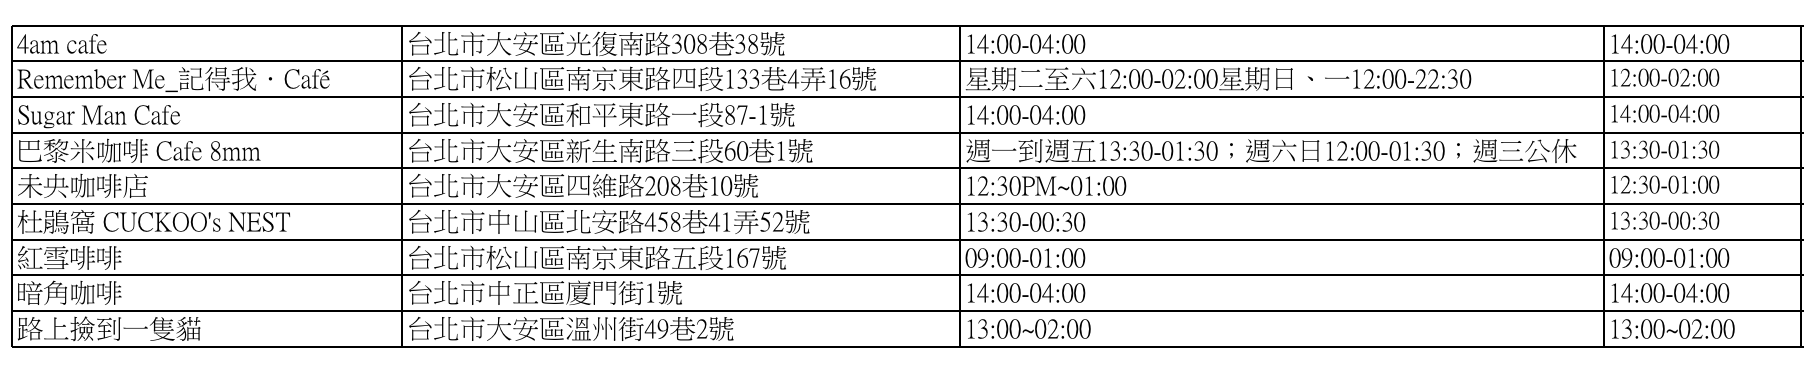 4am cafe 台北市大安區光復南路308巷38號 14:00-04:00 14:00-04:00
Remember Me_記得我．Café 台北市松山區南京東路四段133巷4弄16號 星期二至六12:00-02:00星期日、一12:00-22:30 12:00-02:00
Sugar Man Cafe 台北市大安區和平東路一段87-1號 14:00-04:00 14:00-04:00
巴黎米咖啡 Cafe 8mm 台北市大安區新生南路三段60巷1號 週一到週五13:30-01:30；週六日12:00-01:30；週三公休 13:30-01:30
未央咖啡店 台北市大安區四維路208巷10號 12:30PM~01:00 12:30-01:00
杜鵑窩 CUCKOO's NEST 台北市中山區北安路458巷41弄52號 13:30-00:30 13:30-00:30
紅雪啡啡 台北市松山區南京東路五段167號 09:00-01:00 09:00-01:00
暗角咖啡 台北市中正區廈門街1號 14:00-04:00 14:00-04:00
路上撿到一隻貓 台北市大安區溫州街49巷2號 13:00~02:00 13:00~02:00